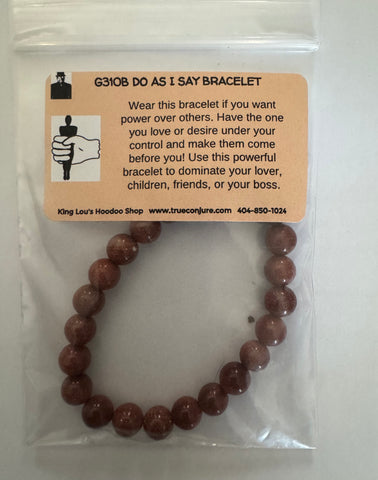 G310B DO AS I SAY BRACELET
Wear this bracelet if you want
power over others. Have the one
you love or desire under your
control and make them come
before you! Use this powerful
bracelet to dominate your lover,
children, friends, or your boss.
King Lou's Hoodoo Shop www.trueconjure.com 404-850-1024